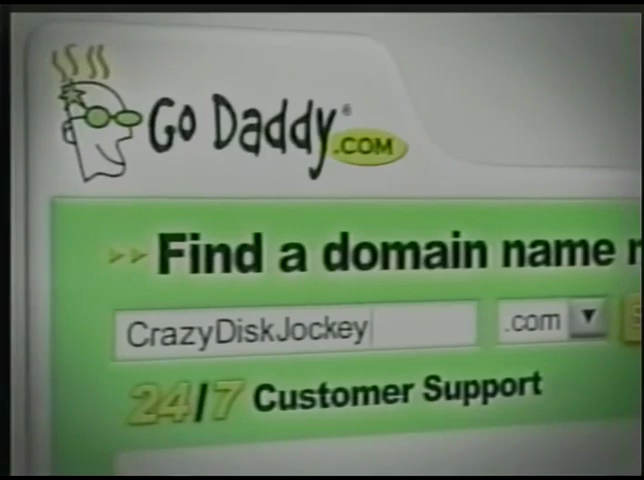 GO Daddy®.COM
Find a domain name
CrazyDiskJockey .com
24/7 Customer Support